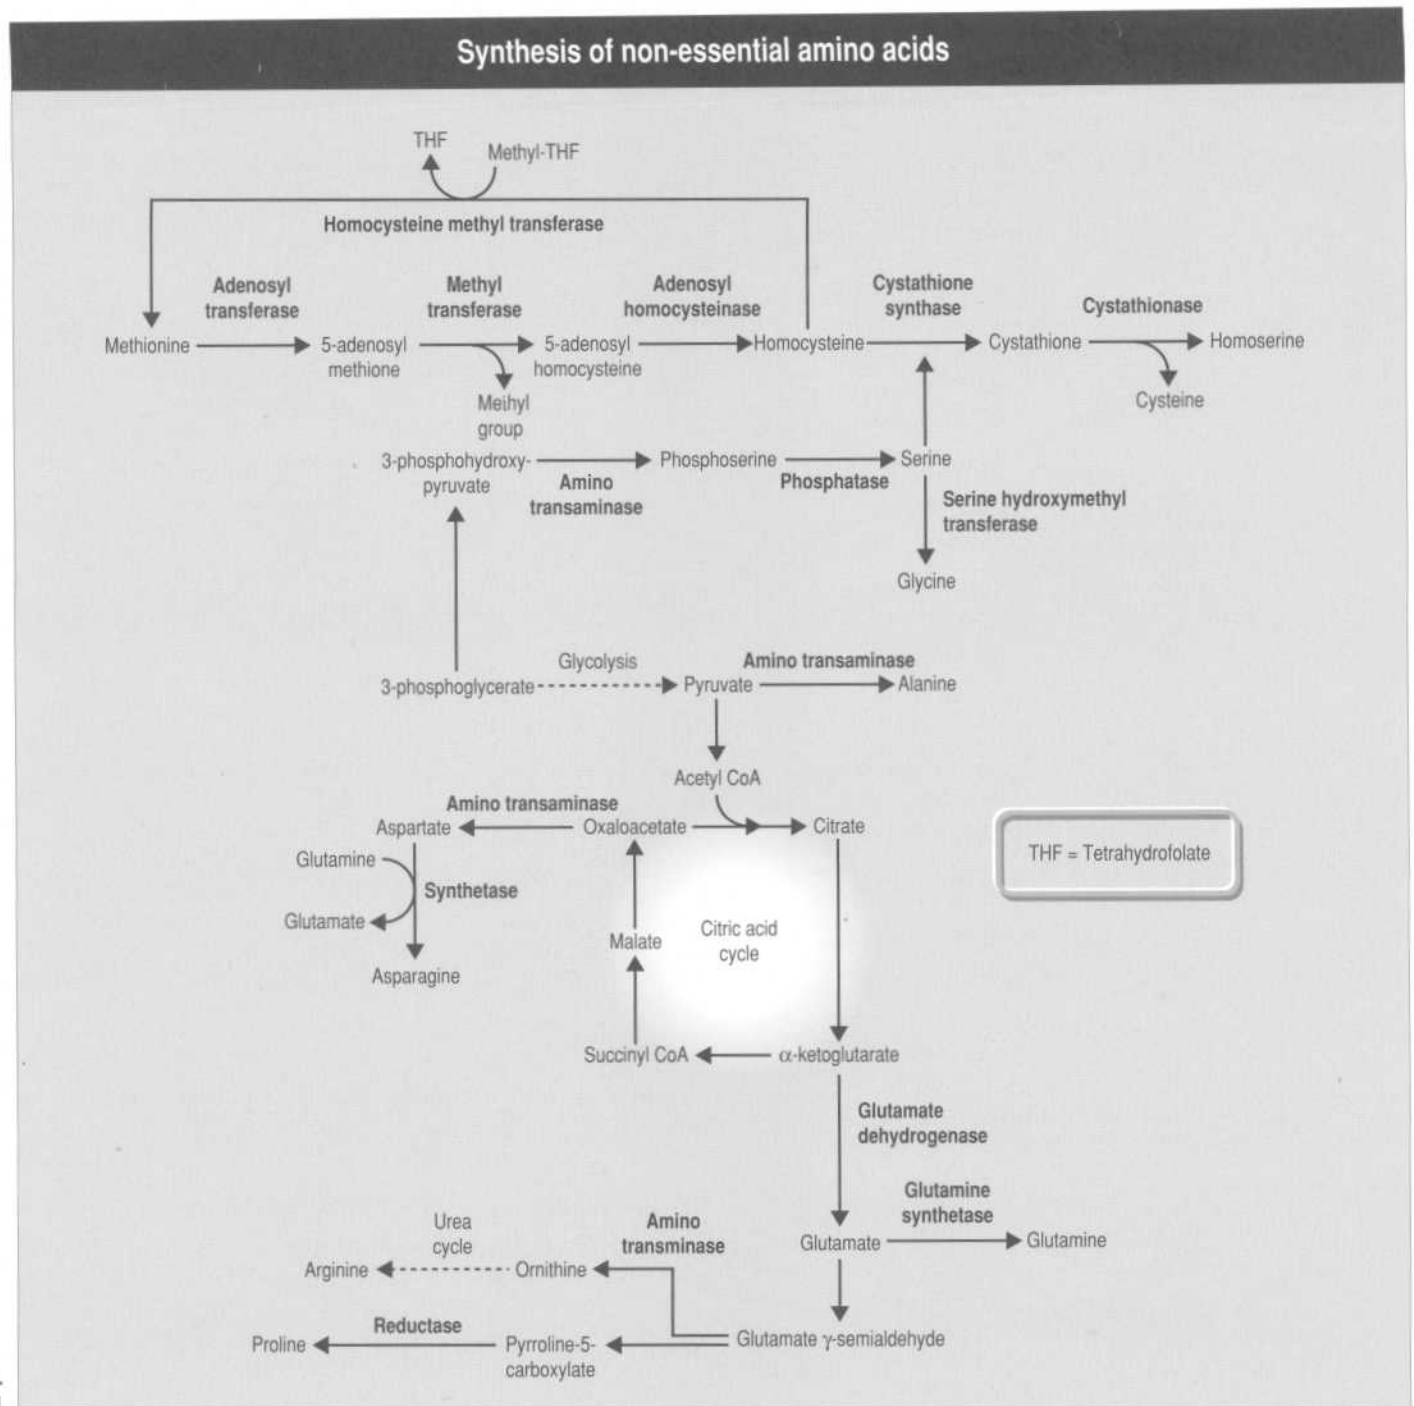 Synthesis of non-essential amino acids
THF
Methyl-THF
Homocysteine methyl transferase
Adenosyl
transferase
Methyl
transferase
Adenosyl
homocysteinase
Cystathione
synthase
Cystathionase
Methionine
5-adenosyl
methione
5-adenosyl
homocysteine
Homocysteine
Cystathione
Homoserine
Methyl
group
Cysteine
3-phosphohydroxy-
pyruvate
Amino
transaminase
Phosphoserine
Phosphatase
Serine
Serine hydroxymethyl
transferase
Glycine
3-phosphoglycerate
Glycolysis
Pyruvate
Amino transaminase
Alanine
Acetyl CoA
Amino transaminase
Aspartate
Oxaloacetate
Citrate
Glutamine
Synthetase
Glutamate
Asparagine
THF = Tetrahydrofolate
Malate
Citric acid
cycle
Succinyl CoA
α-ketoglutarate
Glutamate
dehydrogenase
Glutamine
synthetase
Glutamate
Glutamine
Urea
cycle
Amino
transminase
Arginine
Ornithine
Reductase
Proline
Pyrroline-5-
carboxylate
Glutamate γ-semialdehyde